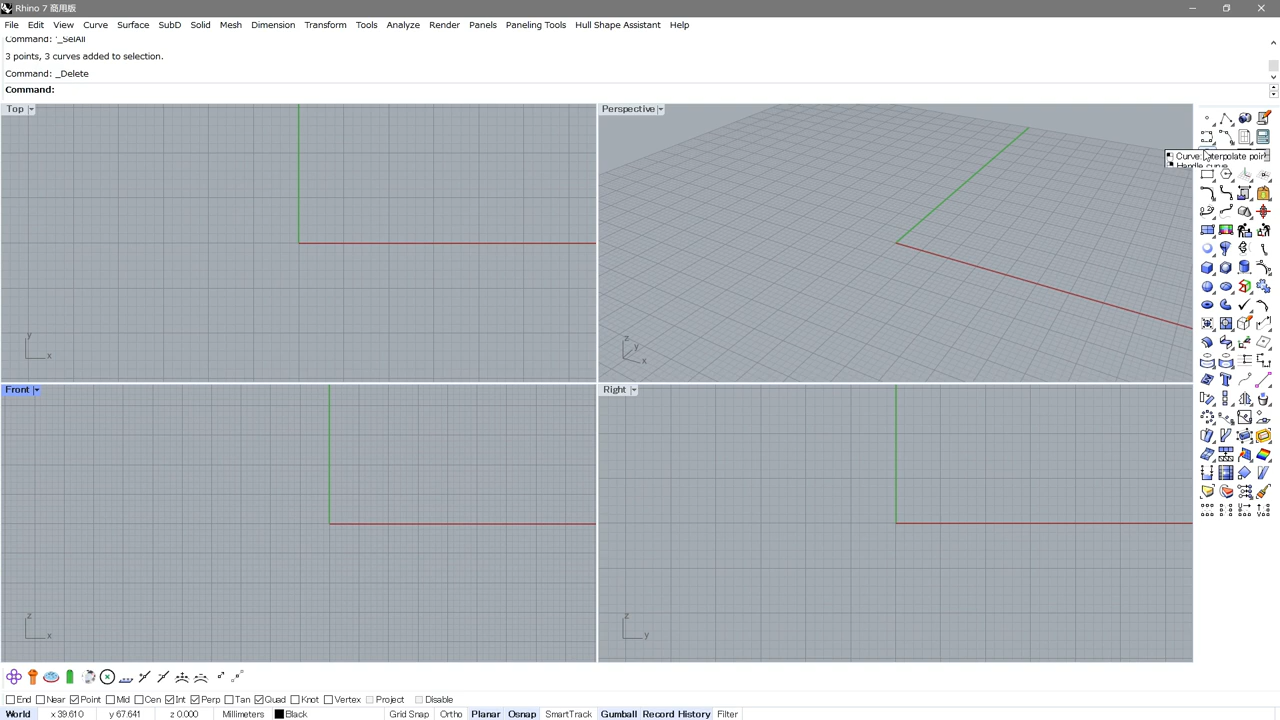 Rhino 7 商用版
File Edit View Curve Surface SubD Solid Mesh Dimension Transform Tools Analyze Render Panels Paneling Tools Hull Shape Assistant Help
Command: '_SelAll
3 points, 3 curves added to selection.
Command: _Delete
Command:
Top
Perspective
Curve: Interpolate points
Handle curve
y
x
z
y
x
Front
Right
z
x
z
y
End Near Point Mid Cen Int Perp Tan Quad Knot Vertex Project Disable
World x 39.610 y 67.641 z 0.000 Millimeters Black Grid Snap Ortho Planar Osnap SmartTrack Gumball Record History Filter